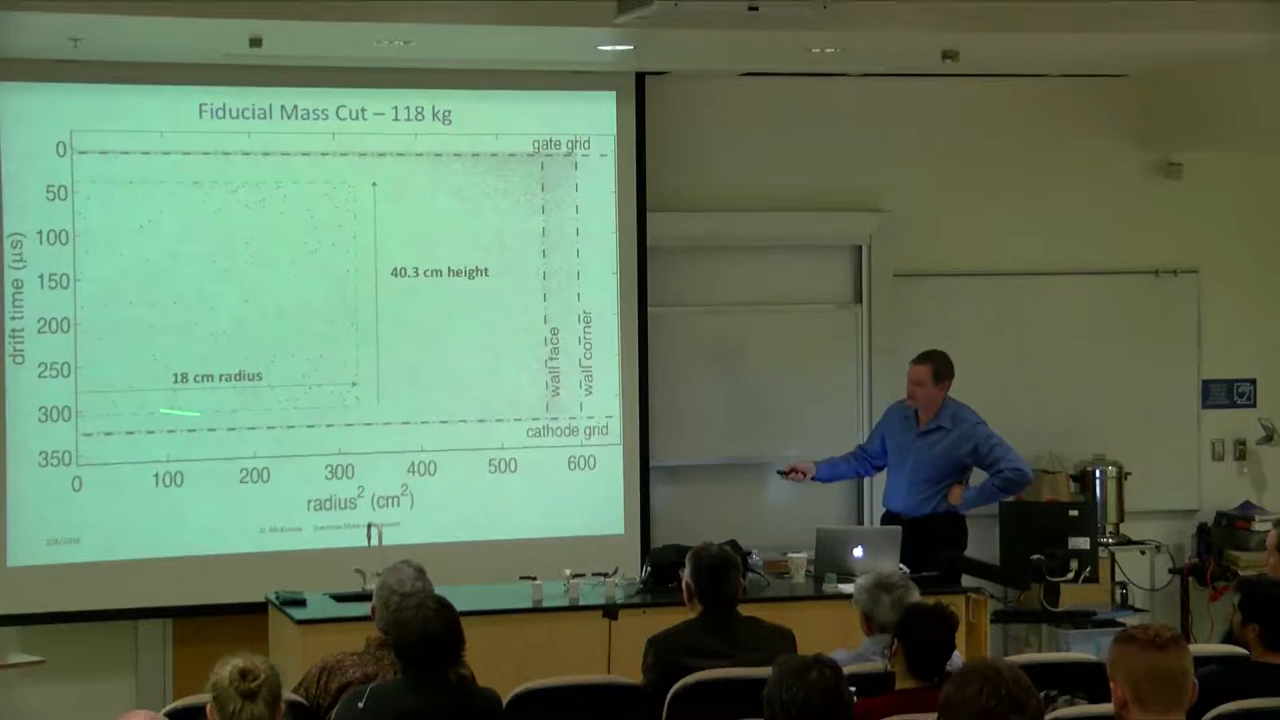 Fiducial Mass Cut – 118 kg
gate grid
0
50
100
150
200
250
300
350
drift time (µs)
40.3 cm height
18 cm radius
wall face
wall corner
cathode grid
0 100 200 300 400 500 600
radius² (cm²)